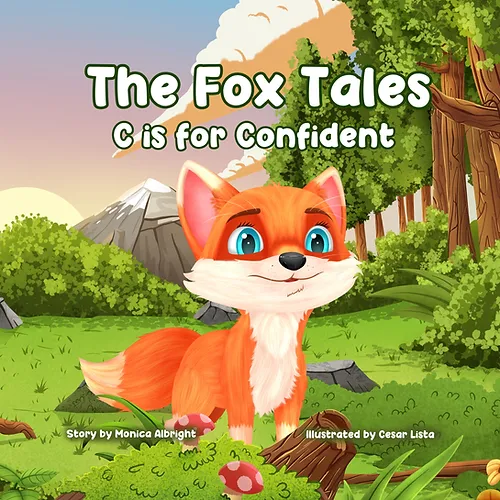 The Fox Tales
C is for Confident
Story by Monica Albright
Illustrated by Cesar Lista